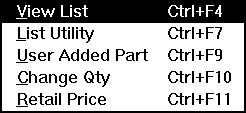 View List Ctrl+F4
List Utility Ctrl+F7
User Added Part Ctrl+F9
Change Qty Ctrl+F10
Retail Price Ctrl+F11